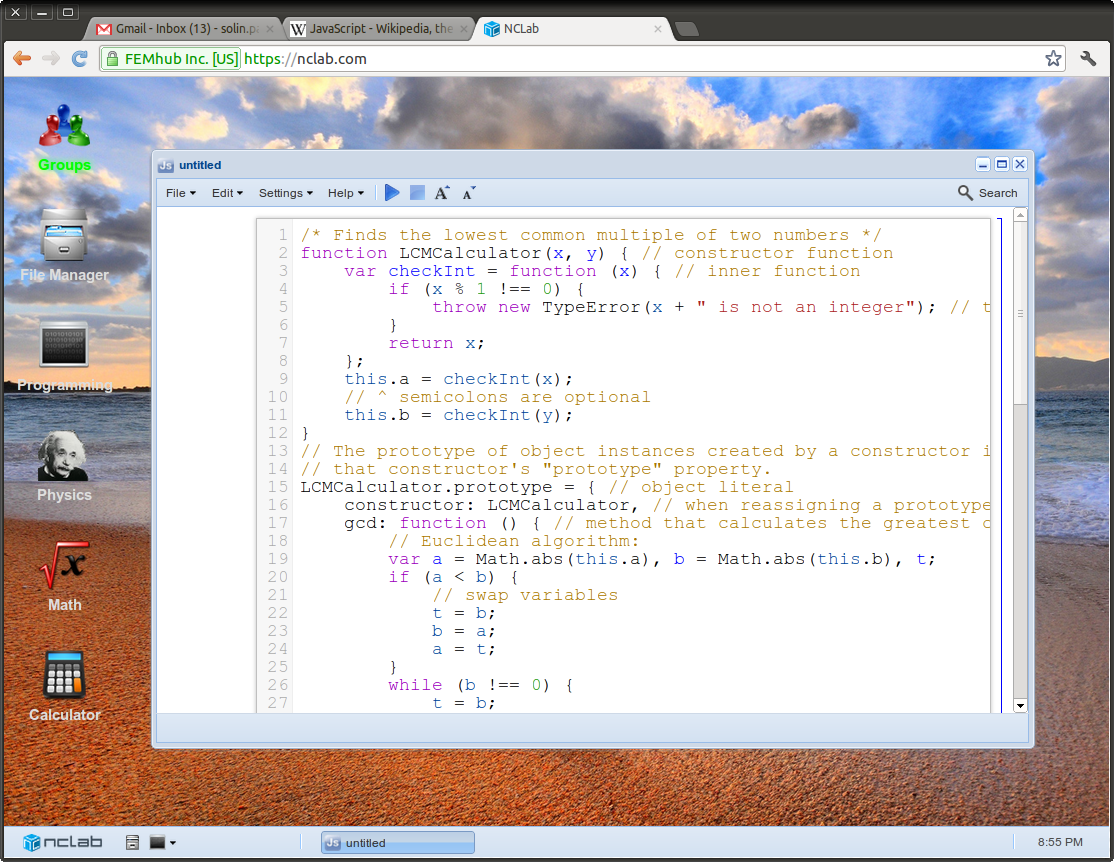 Gmail - Inbox (13) - solin.pa
JavaScript - Wikipedia, the
NCLab
FEMhub Inc. [US] https://nclab.com
Groups
File Manager
Programming
Physics
Math
Calculator
Js untitled
File Edit Settings Help A A Search
1 /* Finds the lowest common multiple of two numbers */
2 function LCMCalculator(x, y) { // constructor function
3 var checkInt = function (x) { // inner function
4 if (x % 1 !== 0) {
5 throw new TypeError(x + " is not an integer"); // t
6 }
7 return x;
8 };
9 this.a = checkInt(x);
10 // ^ semicolons are optional
11 this.b = checkInt(y);
12 }
13 // The prototype of object instances created by a constructor i
14 // that constructor's "prototype" property.
15 LCMCalculator.prototype = { // object literal
16 constructor: LCMCalculator, // when reassigning a prototype
17 gcd: function () { // method that calculates the greatest c
18 // Euclidean algorithm:
19 var a = Math.abs(this.a), b = Math.abs(this.b), t;
20 if (a < b) {
21 // swap variables
22 t = b;
23 b = a;
24 a = t;
25 }
26 while (b !== 0) {
27 t = b;
nclab
Js untitled
8:55 PM